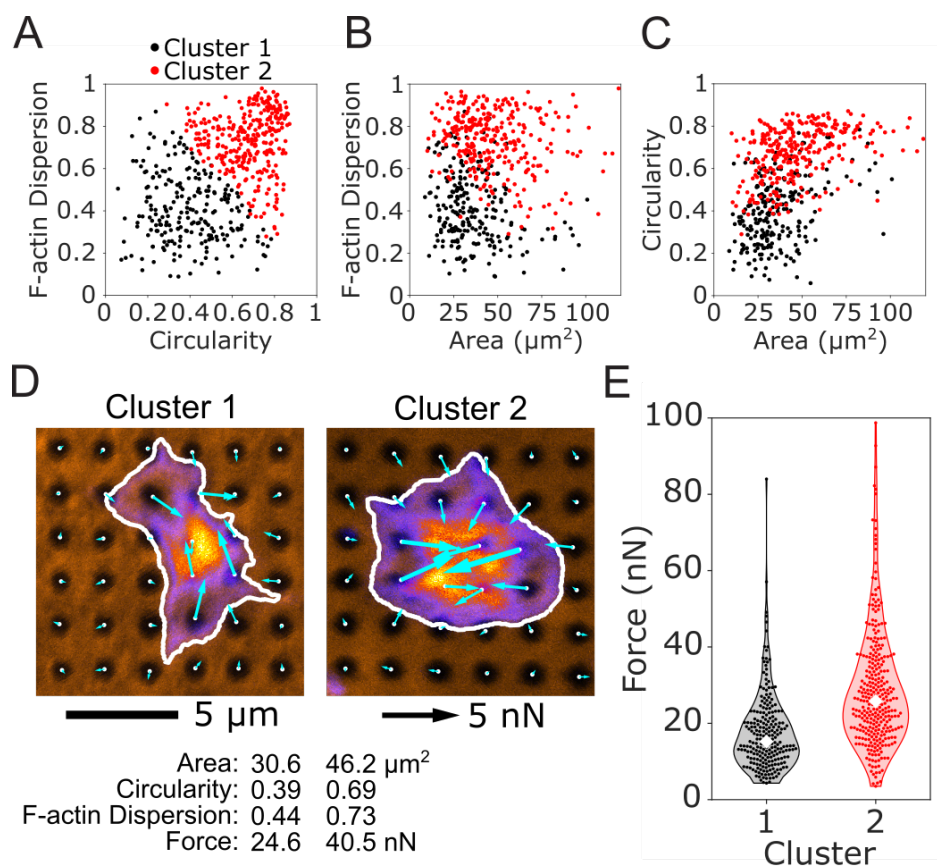 A
Cluster 1
Cluster 2
F-actin Dispersion
1
0.8
0.6
0.4
0.2
0
0 0.2 0.4 0.6 0.8 1
Circularity
B
F-actin Dispersion
1
0.8
0.6
0.4
0.2
0
0 25 50 75 100
Area (µm²)
C
Circularity
1
0.8
0.6
0.4
0.2
0
0 25 50 75 100
Area (µm²)
D
Cluster 1 Cluster 2
5 µm 5 nN
Area: 30.6 46.2 µm²
Circularity: 0.39 0.69
F-actin Dispersion: 0.44 0.73
Force: 24.6 40.5 nN
E
Force (nN)
100
80
60
40
20
0
1 2
Cluster